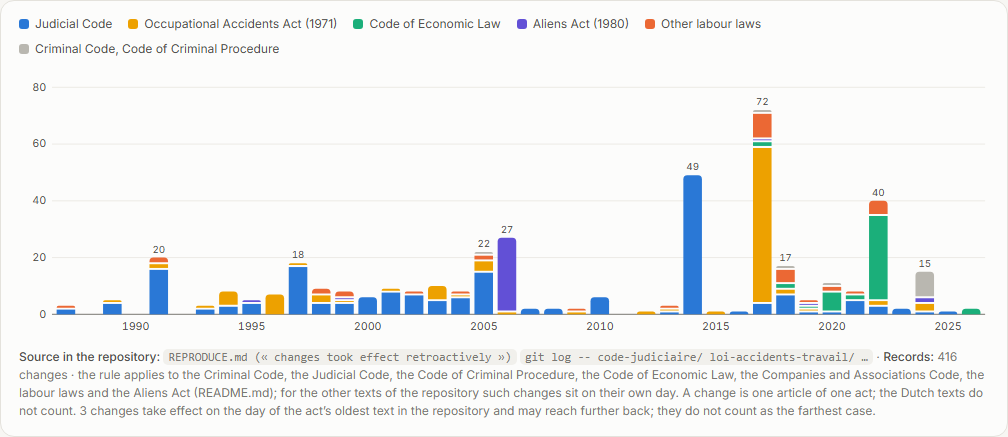 Judicial Code Occupational Accidents Act (1971) Code of Economic Law Aliens Act (1980) Other labour laws
Criminal Code, Code of Criminal Procedure
80
72
60
49
40
40
27
22
20
20
18
17
15
0
1990 1995 2000 2005 2010 2015 2020 2025
Source in the repository: REPRODUCE.md (« changes took effect retroactively ») git log -- code-judiciaire/ loi-accidents-travail/ … · Records: 416
changes · the rule applies to the Criminal Code, the Judicial Code, the Code of Criminal Procedure, the Code of Economic Law, the Companies and Associations Code, the
labour laws and the Aliens Act (README.md); for the other texts of the repository such changes sit on their own day. A change is one article of one act; the Dutch texts do
not count. 3 changes take effect on the day of the act's oldest text in the repository and may reach further back; they do not count as the farthest case.